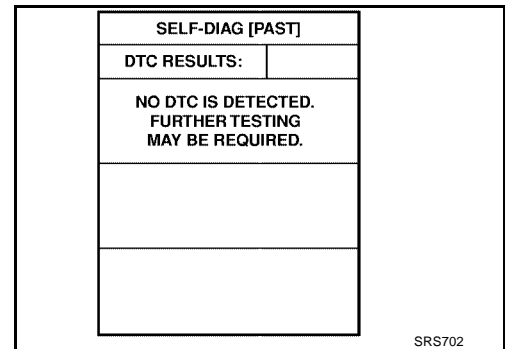 SELF-DIAG [PAST]
DTC RESULTS:
NO DTC IS DETECTED.
FURTHER TESTING
MAY BE REQUIRED.
SRS702